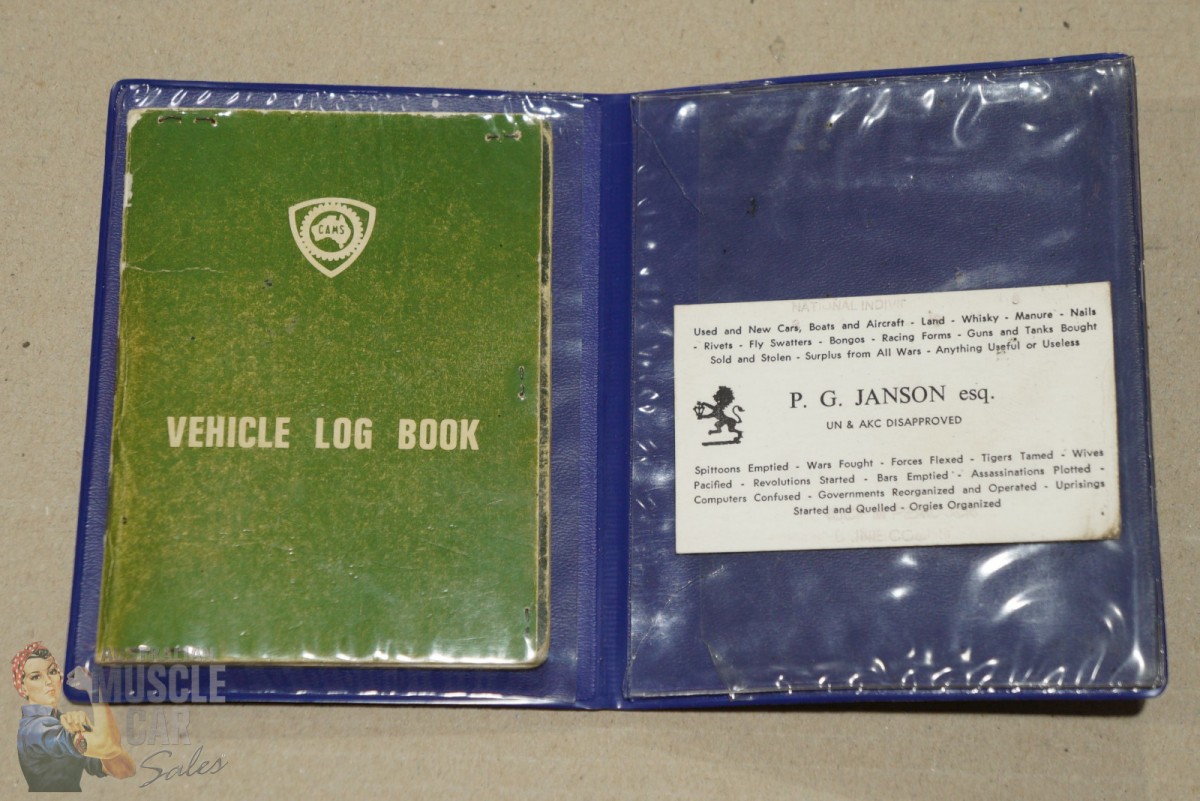 CAMS
VEHICLE LOG BOOK
NATIONAL INDIVI
Used and New Cars, Boats and Aircraft - Land - Whisky - Manure - Nails
- Rivets - Fly Swatters - Bongos - Racing Forms - Guns and Tanks Bought
Sold and Stolen - Surplus from All Wars - Anything Useful or Useless
P. G. JANSON esq.
UN & AKC DISAPPROVED
Spittoons Emptied - Wars Fought - Forces Flexed - Tigers Tamed - Wives
Pacified - Revolutions Started - Bars Emptied - Assassinations Plotted -
Computers Confused - Governments Reorganized and Operated - Uprisings
Started and Quelled - Orgies Organized
MUSCLE
CAR
Sales